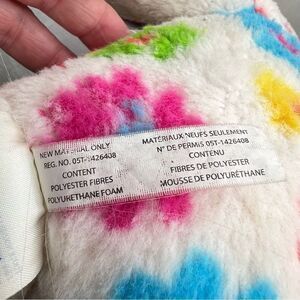 NEW MATERIAL ONLY
REG. NO. 05T-1426408
CONTENT
POLYESTER FIBRES
POLYURETHANE FOAM
MATÉRIAUX NEUFS SEULEMENT
N° DE PERMIS 05T-1426408
CONTENU
FIBRES DE POLYESTER
MOUSSE DE POLYURÉTHANE